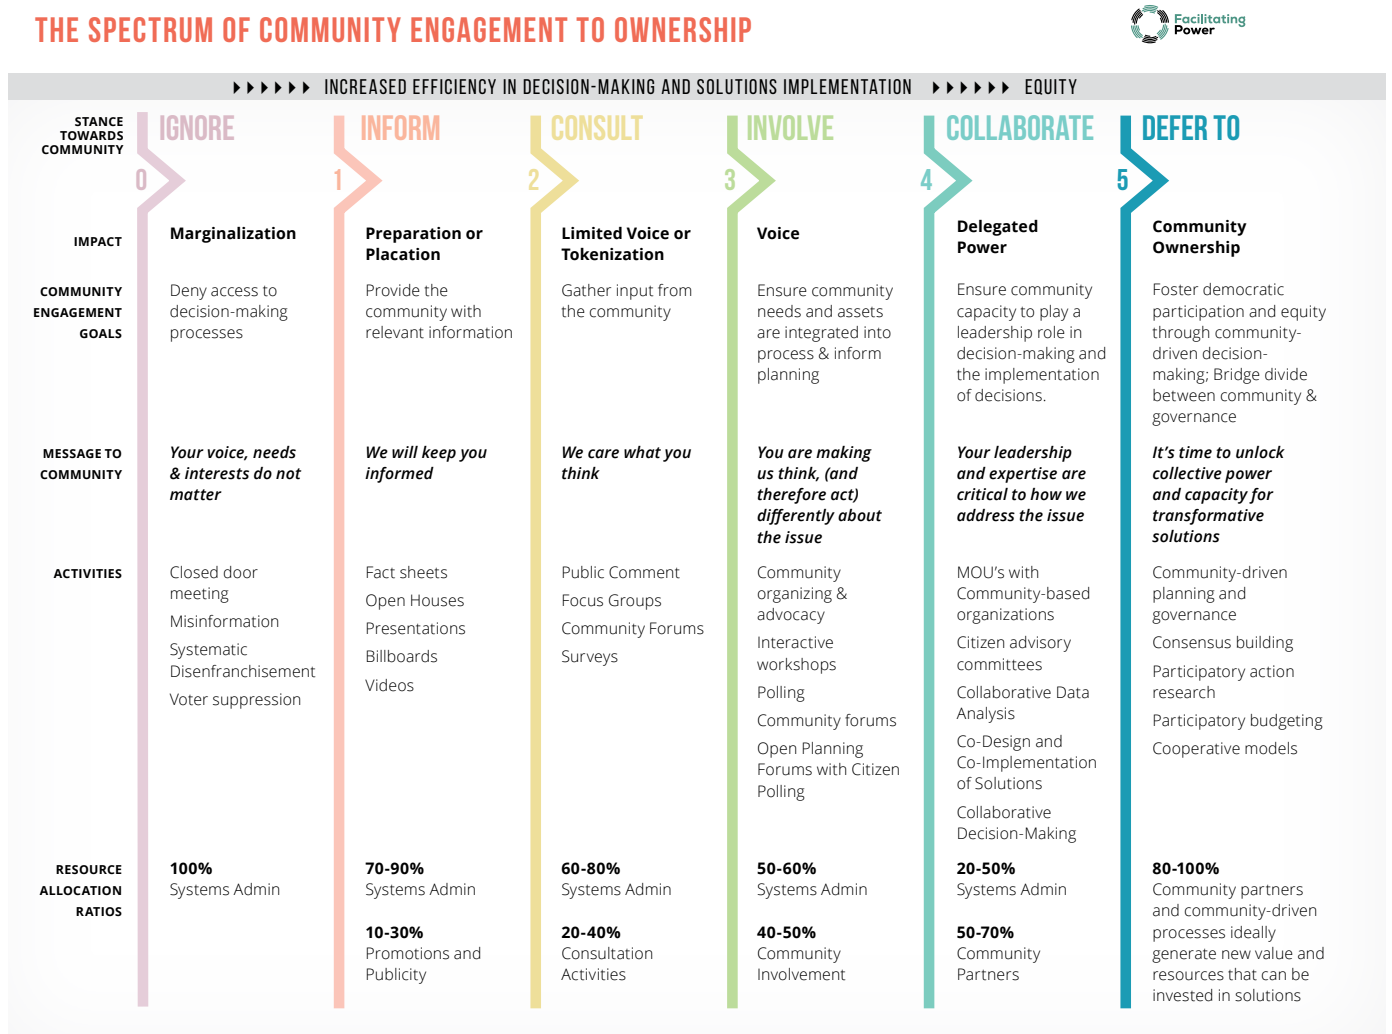 THE SPECTRUM OF COMMUNITY ENGAGEMENT TO OWNERSHIP
Facilitating
Power
INCREASED EFFICIENCY IN DECISION-MAKING AND SOLUTIONS IMPLEMENTATION
EQUITY
STANCE
TOWARDS
COMMUNITY
IGNORE
INFORM
CONSULT
INVOLVE
COLLABORATE
DEFER TO
0
1
2
3
4
5
IMPACT
Marginalization
Preparation or
Placation
Limited Voice or
Tokenization
Voice
Delegated
Power
Community
Ownership
COMMUNITY
ENGAGEMENT
GOALS
Deny access to
decision-making
processes
Provide the
community with
relevant information
Gather input from
the community
Ensure community
needs and assets
are integrated into
process & inform
planning
Ensure community
capacity to play a
leadership role in
decision-making and
the implementation
of decisions.
Foster democratic
participation and equity
through community-
driven decision-
making; Bridge divide
between community &
governance
MESSAGE TO
COMMUNITY
Your voice, needs
& interests do not
matter
We will keep you
informed
We care what you
think
You are making
us think, (and
therefore act)
differently about
the issue
Your leadership
and expertise are
critical to how we
address the issue
It’s time to unlock
collective power
and capacity for
transformative
solutions
ACTIVITIES
Closed door
meeting
Misinformation
Systematic
Disenfranchisement
Voter suppression
Fact sheets
Open Houses
Presentations
Billboards
Videos
Public Comment
Focus Groups
Community Forums
Surveys
Community
organizing &
advocacy
Interactive
workshops
Polling
Community forums
Open Planning
Forums with Citizen
Polling
MOU’s with
Community-based
organizations
Citizen advisory
committees
Collaborative Data
Analysis
Co-Design and
Co-Implementation
of Solutions
Collaborative
Decision-Making
Community-driven
planning and
governance
Consensus building
Participatory action
research
Participatory budgeting
Cooperative models
RESOURCE
ALLOCATION
RATIOS
100%
Systems Admin
70-90%
Systems Admin
10-30%
Promotions and
Publicity
60-80%
Systems Admin
20-40%
Consultation
Activities
50-60%
Systems Admin
40-50%
Community
Involvement
20-50%
Systems Admin
50-70%
Community
Partners
80-100%
Community partners
and community-driven
processes ideally
generate new value and
resources that can be
invested in solutions